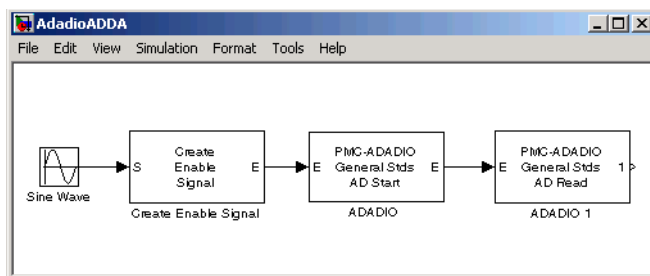 AdadioADDA
File Edit View Simulation Format Tools Help
Create
Enable
Signal
S
E
PMC-ADADIO
General Stds
AD Start
E
E
PMC-ADADIO
General Stds
AD Read
E
1
Sine Wave
Create Enable Signal
ADADIO
ADADIO 1